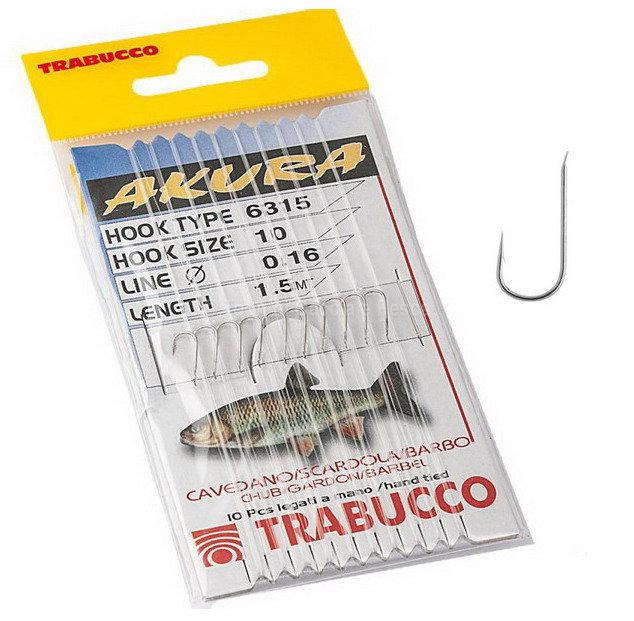 TRABUCCO
AKURA
HOOK TYPE 6315
HOOK SIZE 10
LINE Ø 0.16
LENGTH 1.5MT
CAVEDANO/SCARDOLA/BARBO
CHUB/GARDON/BARBEL
10 Pcs legati a mano /hand tied
TRABUCCO